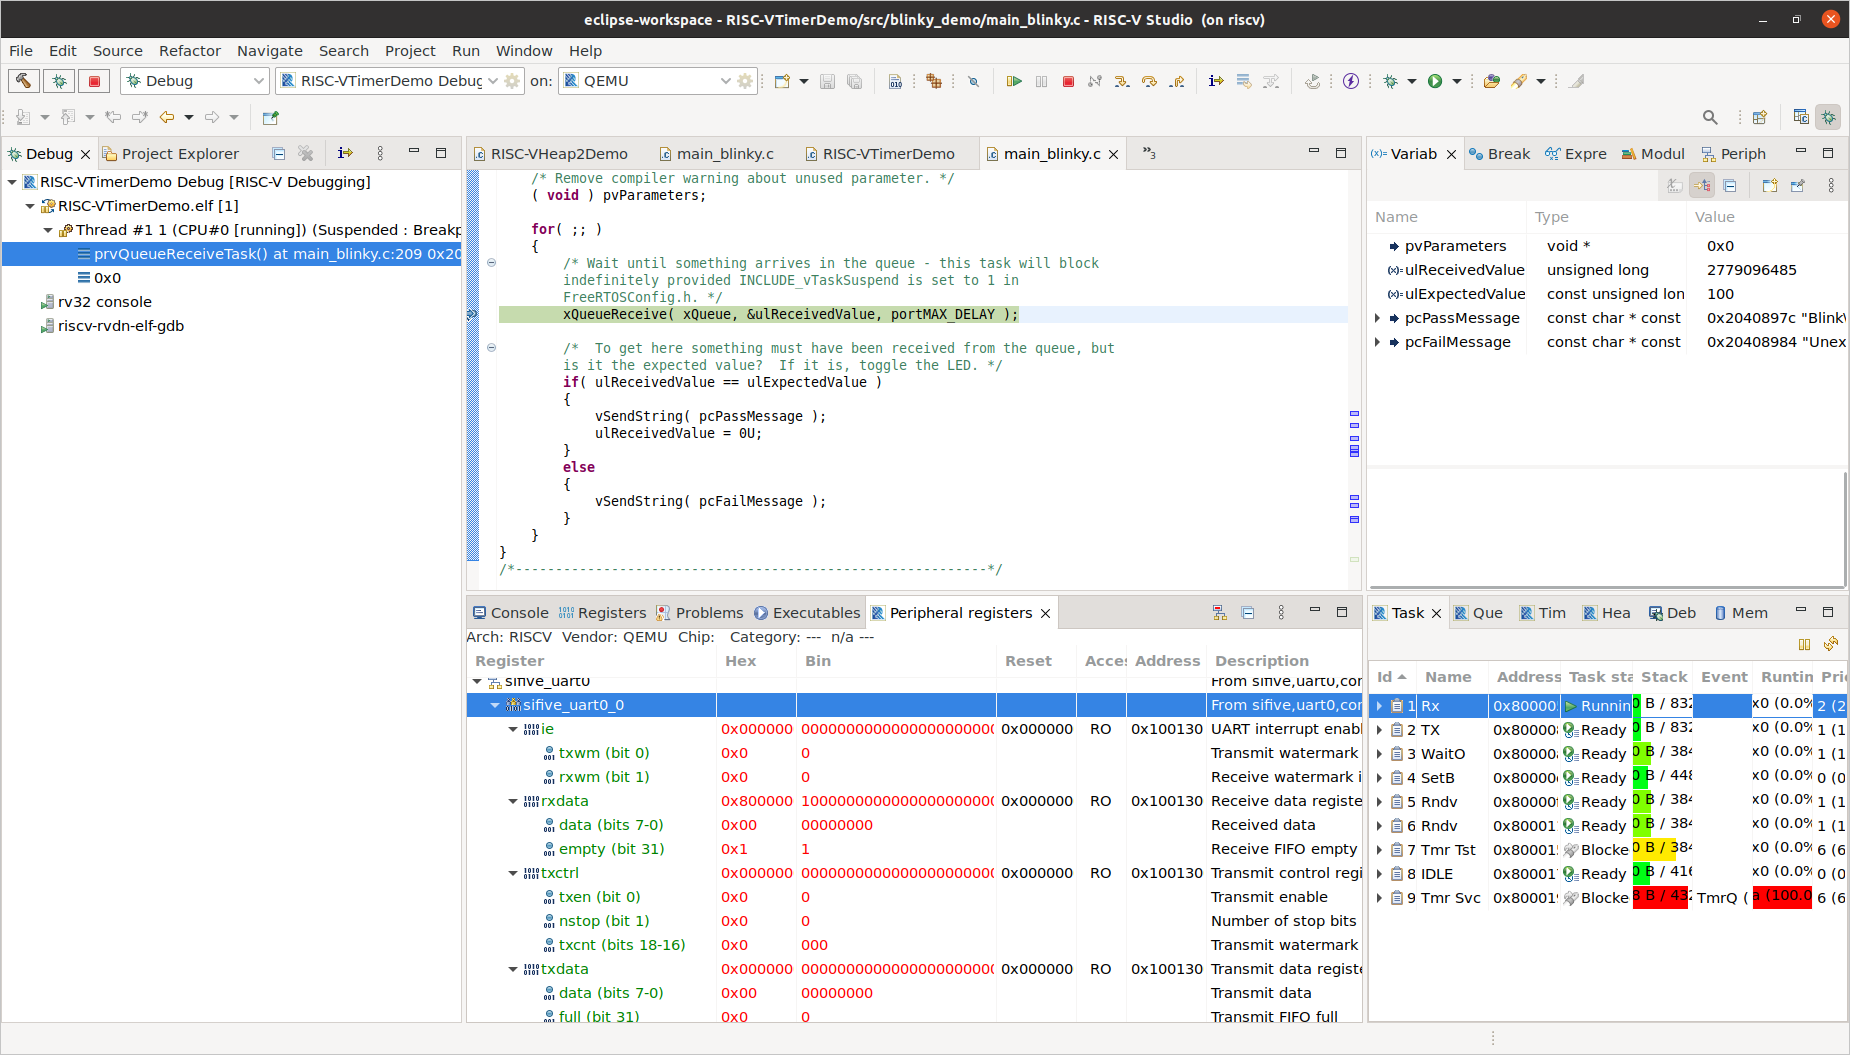 eclipse-workspace - RISC-VTimerDemo/src/blinky_demo/main_blinky.c - RISC-V Studio (on riscv)
File Edit Source Refactor Navigate Search Project Run Window Help
Debug RISC-VTimerDemo Debug on: QEMU
Debug Project Explorer
RISC-VTimerDemo Debug [RISC-V Debugging]
RISC-VTimerDemo.elf [1]
Thread #1 1 (CPU#0 [running]) (Suspended : Breakp
prvQueueReceiveTask() at main_blinky.c:209 0x20
0x0
rv32 console
riscv-rvdn-elf-gdb
RISC-VHeap2Demo main_blinky.c RISC-VTimerDemo main_blinky.c »3
/* Remove compiler warning about unused parameter. */
( void ) pvParameters;
for( ;; )
{
/* Wait until something arrives in the queue - this task will block
indefinitely provided INCLUDE_vTaskSuspend is set to 1 in
FreeRTOSConfig.h. */
xQueueReceive( xQueue, &ulReceivedValue, portMAX_DELAY );
/*  To get here something must have been received from the queue, but
is it the expected value?  If it is, toggle the LED. */
if( ulReceivedValue == ulExpectedValue )
{
vSendString( pcPassMessage );
ulReceivedValue = 0U;
}
else
{
vSendString( pcFailMessage );
}
}
}
/*-----------------------------------------------------------*/
(x)= Variab Break Expre Modul Periph
Name Type Value
pvParameters void * 0x0
(x)= ulReceivedValue unsigned long 2779096485
(x)= ulExpectedValue const unsigned lon 100
pcPassMessage const char * const 0x2040897c "Blink
pcFailMessage const char * const 0x20408984 "Unex
Console Registers Problems Executables Peripheral registers
Arch: RISCV Vendor: QEMU Chip: Category: --- n/a ---
Register Hex Bin Reset Acces Address Description
sifive_uart0 From sifive,uart0,cor
sifive_uart0_0 From sifive,uart0,cor
ie 0x000000 000000000000000000000000 0x000000 RO 0x100130 UART interrupt enabl
txwm (bit 0) 0x0 0 Transmit watermark
rxwm (bit 1) 0x0 0 Receive watermark i
rxdata 0x800000 100000000000000000000000 0x000000 RO 0x100130 Receive data registe
data (bits 7-0) 0x00 00000000 Received data
empty (bit 31) 0x1 1 Receive FIFO empty
txctrl 0x000000 000000000000000000000000 0x000000 RO 0x100130 Transmit control regi
txen (bit 0) 0x0 0 Transmit enable
nstop (bit 1) 0x0 0 Number of stop bits
txcnt (bits 18-16) 0x0 000 Transmit watermark
txdata 0x000000 000000000000000000000000 0x000000 RO 0x100130 Transmit data registe
data (bits 7-0) 0x00 00000000 Transmit data
full (bit 31) 0x0 0 Transmit FIFO full
Task Que Tim Hea Deb Mem
Id Name Address Task sta Stack Event Runtin Prio
1 Rx 0x80000 Runnin 0 B / 832 x0 (0.0% 2 (2
2 TX 0x80000 Ready 0 B / 832 x0 (0.0% 1 (1
3 WaitO 0x80000 Ready 0 B / 384 x0 (0.0% 1 (1
4 SetB 0x80000 Ready 0 B / 448 x0 (0.0% 0 (0
5 Rndv 0x80000 Ready 0 B / 384 x0 (0.0% 1 (1
6 Rndv 0x80001 Ready 0 B / 384 x0 (0.0% 1 (1
7 Tmr Tst 0x80001 Blocke 0 B / 384 x0 (0.0% 6 (6
8 IDLE 0x80001 Ready 0 B / 416 x0 (0.0% 0 (0
9 Tmr Svc 0x80001 Blocke 8 B / 432 TmrQ ( a (100.0 6 (6